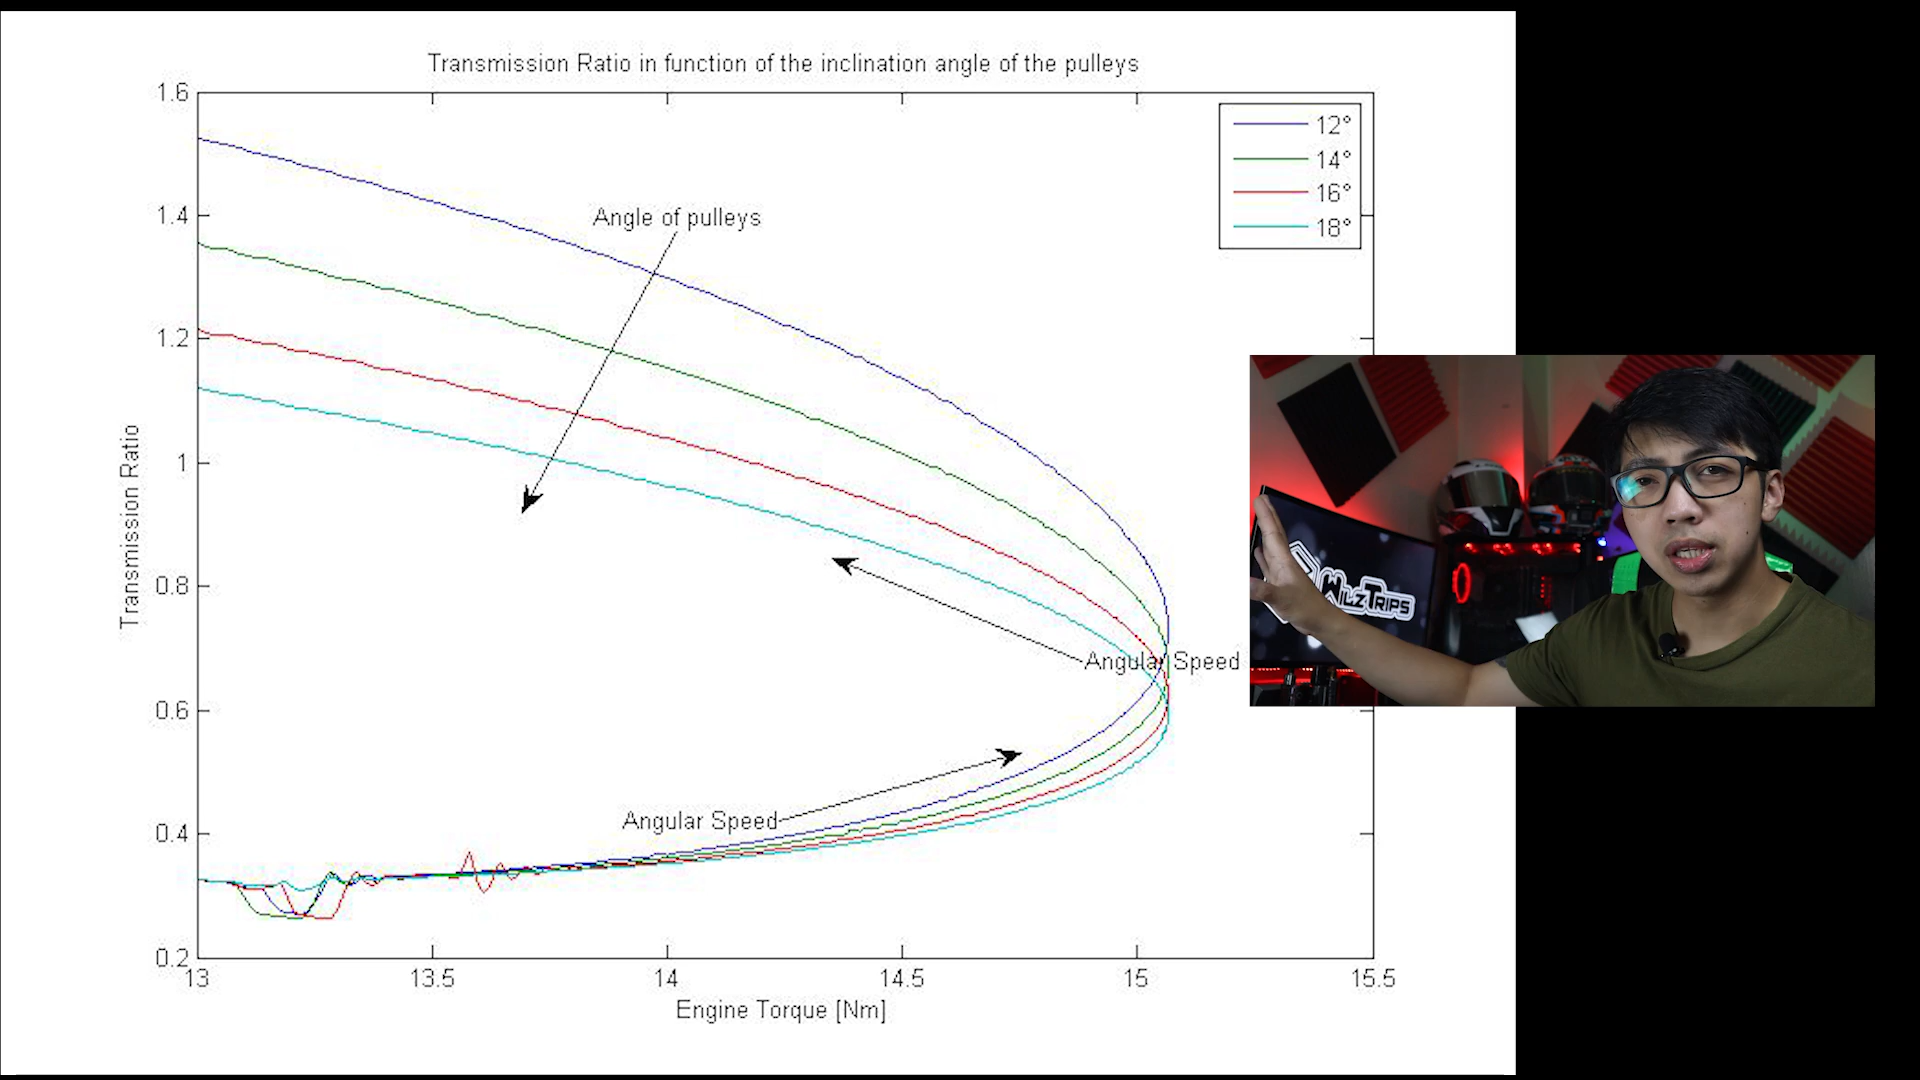 Transmission Ratio in function of the inclination angle of the pulleys
1.6
1.4
1.2
1
0.8
0.6
0.4
0.2
Transmission Ratio
12°
14°
16°
18°
Angle of pulleys
Angular Speed
Angular Speed
13
13.5
14
14.5
15
15.5
Engine Torque [Nm]
WILZTRIPS